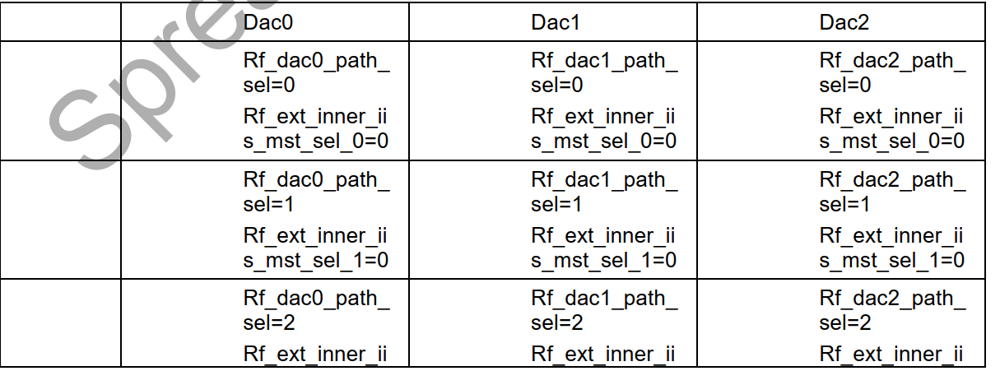 Dac0
Dac1
Dac2
Rf_dac0_path_
sel=0
Rf_ext_inner_ii
s_mst_sel_0=0
Rf_dac1_path_
sel=0
Rf_ext_inner_ii
s_mst_sel_0=0
Rf_dac2_path_
sel=0
Rf_ext_inner_ii
s_mst_sel_0=0
Rf_dac0_path_
sel=1
Rf_ext_inner_ii
s_mst_sel_1=0
Rf_dac1_path_
sel=1
Rf_ext_inner_ii
s_mst_sel_1=0
Rf_dac2_path_
sel=1
Rf_ext_inner_ii
s_mst_sel_1=0
Rf_dac0_path_
sel=2
Rf_ext_inner_ii
Rf_dac1_path_
sel=2
Rf_ext_inner_ii
Rf_dac2_path_
sel=2
Rf_ext_inner_ii
Spre